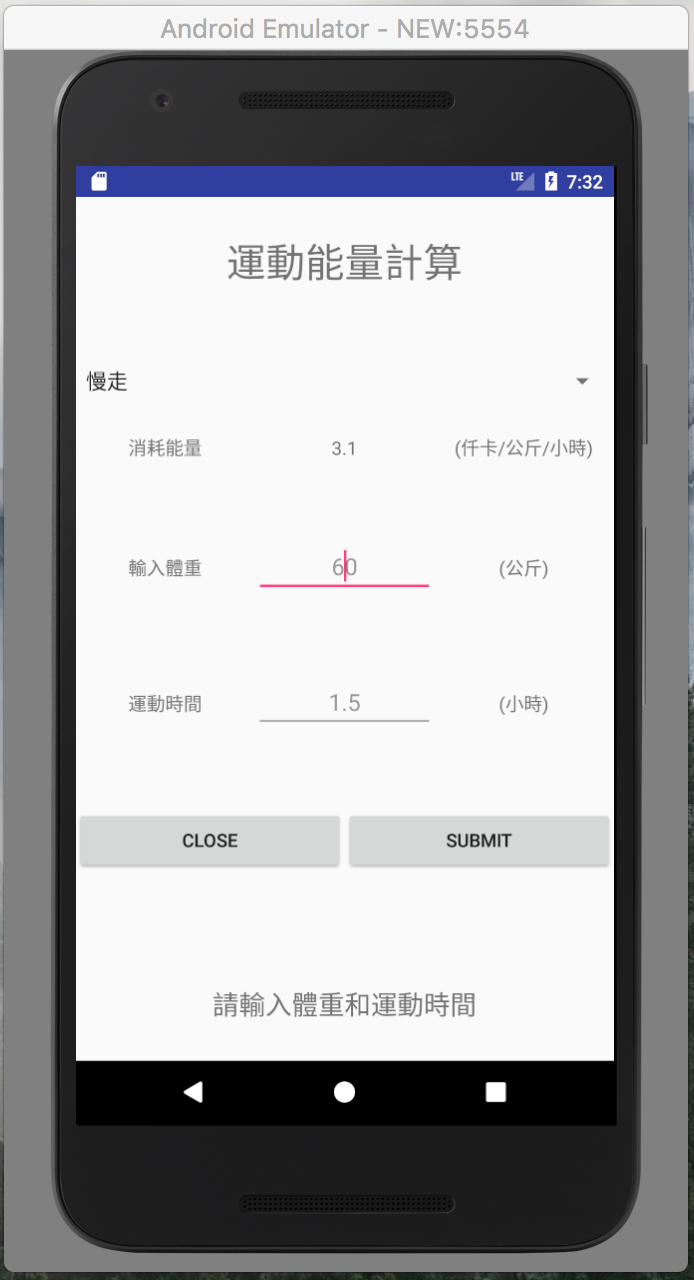 Android Emulator - NEW:5554
LTE 7:32
運動能量計算
慢走
消耗能量 3.1 (仟卡/公斤/小時)
輸入體重 60 (公斤)
運動時間 1.5 (小時)
CLOSE SUBMIT
請輸入體重和運動時間